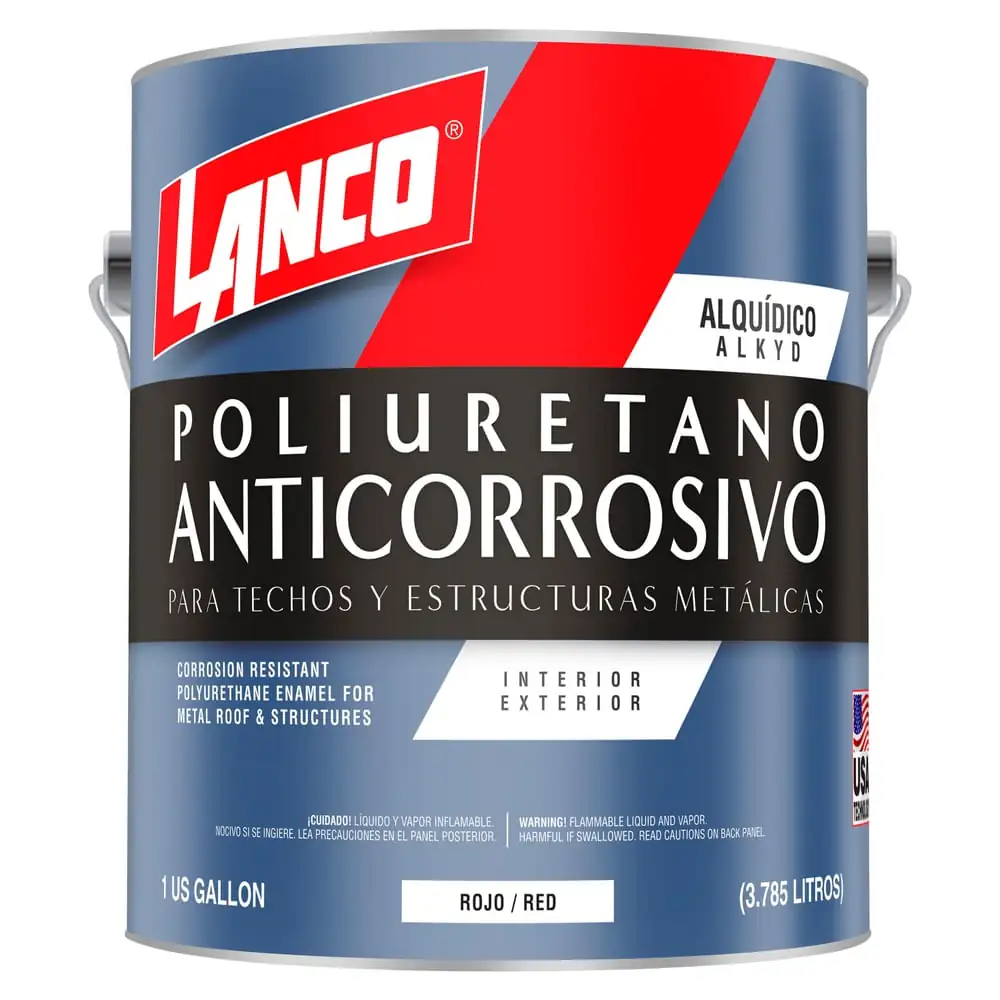 LANCO®
ALQUÍDICO
ALKYD
POLIURETANO
ANTICORROSIVO
PARA TECHOS Y ESTRUCTURAS METÁLICAS
CORROSION RESISTANT
POLYURETHANE ENAMEL FOR
METAL ROOF & STRUCTURES
INTERIOR
EXTERIOR
USA
¡CUIDADO! LÍQUIDO Y VAPOR INFLAMABLE.
NOCIVO SI SE INGIERE. LEA PRECAUCIONES EN EL PANEL POSTERIOR.
WARNING! FLAMMABLE LIQUID AND VAPOR.
HARMFUL IF SWALLOWED. READ CAUTIONS ON BACK PANEL.
1 US GALLON
ROJO / RED
(3.785 LITROS)